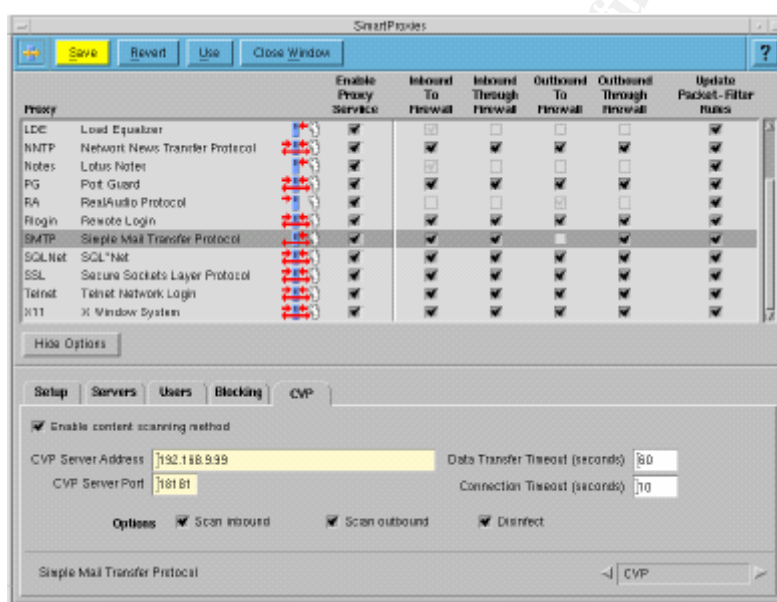 SmartProxies
Save Revert Use Close Window ?
Proxy Enable Proxy Service Inbound To Firewall Inbound Through Firewall Outbound To Firewall Outbound Through Firewall Update Packet-Filter Rules
LDE Load Equalizer
NNTP Network News Transfer Protocol
Notes Lotus Notes
PG Port Guard
RA RealAudio Protocol
Rlogin Remote Login
SMTP Simple Mail Transfer Protocol
SQLNet SQL*Net
SSL Secure Sockets Layer Protocol
Telnet Telnet Network Login
X11 X Window System
Hide Options
Setup Servers Users Blocking CVP
Enable content scanning method
CVP Server Address 192.168.9.99 Data Transfer Timeout (seconds) 60
CVP Server Port 18181 Connection Timeout (seconds) 10
Options Scan inbound Scan outbound Disinfect
Simple Mail Transfer Protocol CVP